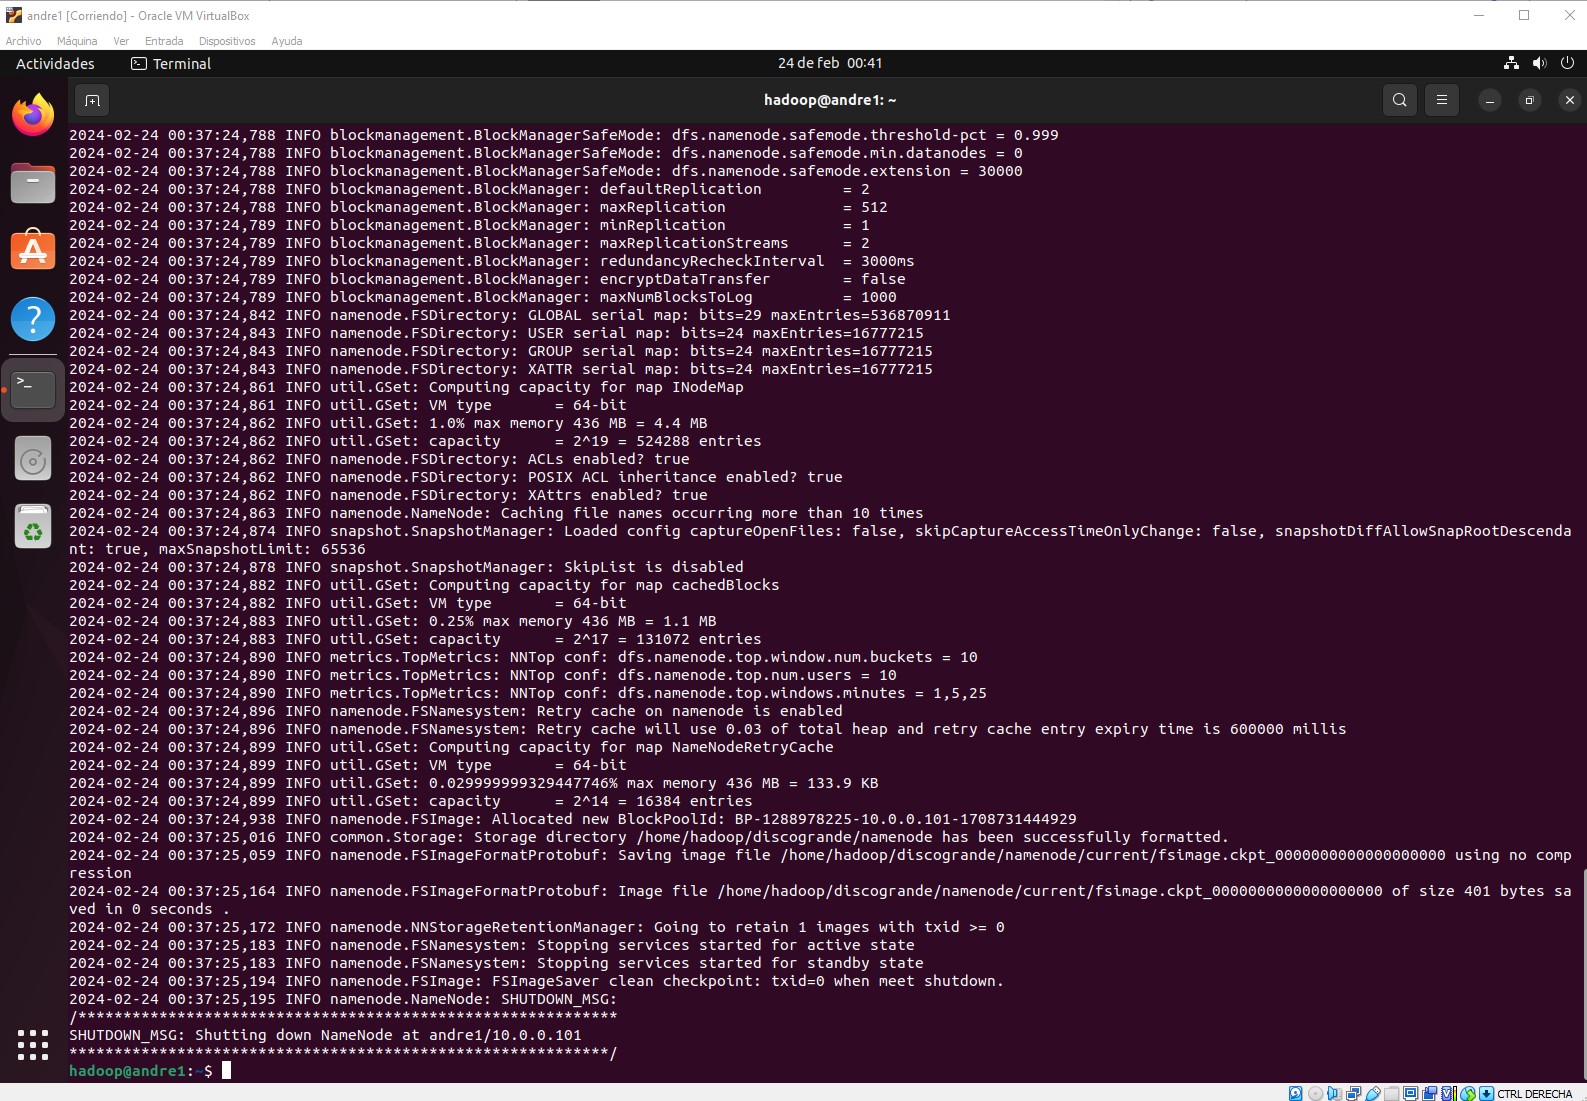 andre1 [Corriendo] - Oracle VM VirtualBox
Archivo Máquina Ver Entrada Dispositivos Ayuda
Actividades Terminal 24 de feb 00:41
hadoop@andre1: ~
2024-02-24 00:37:24,788 INFO blockmanagement.BlockManagerSafeMode: dfs.namenode.safemode.threshold-pct = 0.999
2024-02-24 00:37:24,788 INFO blockmanagement.BlockManagerSafeMode: dfs.namenode.safemode.min.datanodes = 0
2024-02-24 00:37:24,788 INFO blockmanagement.BlockManagerSafeMode: dfs.namenode.safemode.extension = 30000
2024-02-24 00:37:24,788 INFO blockmanagement.BlockManager: defaultReplication         = 2
2024-02-24 00:37:24,788 INFO blockmanagement.BlockManager: maxReplication             = 512
2024-02-24 00:37:24,789 INFO blockmanagement.BlockManager: minReplication             = 1
2024-02-24 00:37:24,789 INFO blockmanagement.BlockManager: maxReplicationStreams      = 2
2024-02-24 00:37:24,789 INFO blockmanagement.BlockManager: redundancyRecheckInterval  = 3000ms
2024-02-24 00:37:24,789 INFO blockmanagement.BlockManager: encryptDataTransfer        = false
2024-02-24 00:37:24,789 INFO blockmanagement.BlockManager: maxNumBlocksToLog          = 1000
2024-02-24 00:37:24,842 INFO namenode.FSDirectory: GLOBAL serial map: bits=29 maxEntries=536870911
2024-02-24 00:37:24,843 INFO namenode.FSDirectory: USER serial map: bits=24 maxEntries=16777215
2024-02-24 00:37:24,843 INFO namenode.FSDirectory: GROUP serial map: bits=24 maxEntries=16777215
2024-02-24 00:37:24,843 INFO namenode.FSDirectory: XATTR serial map: bits=24 maxEntries=16777215
2024-02-24 00:37:24,861 INFO util.GSet: Computing capacity for map INodeMap
2024-02-24 00:37:24,861 INFO util.GSet: VM type       = 64-bit
2024-02-24 00:37:24,862 INFO util.GSet: 1.0% max memory 436 MB = 4.4 MB
2024-02-24 00:37:24,862 INFO util.GSet: capacity      = 2^19 = 524288 entries
2024-02-24 00:37:24,862 INFO namenode.FSDirectory: ACLs enabled? true
2024-02-24 00:37:24,862 INFO namenode.FSDirectory: POSIX ACL inheritance enabled? true
2024-02-24 00:37:24,862 INFO namenode.FSDirectory: XAttrs enabled? true
2024-02-24 00:37:24,863 INFO namenode.NameNode: Caching file names occurring more than 10 times
2024-02-24 00:37:24,874 INFO snapshot.SnapshotManager: Loaded config captureOpenFiles: false, skipCaptureAccessTimeOnlyChange: false, snapshotDiffAllowSnapRootDescenda
nt: true, maxSnapshotLimit: 65536
2024-02-24 00:37:24,878 INFO snapshot.SnapshotManager: SkipList is disabled
2024-02-24 00:37:24,882 INFO util.GSet: Computing capacity for map cachedBlocks
2024-02-24 00:37:24,882 INFO util.GSet: VM type       = 64-bit
2024-02-24 00:37:24,883 INFO util.GSet: 0.25% max memory 436 MB = 1.1 MB
2024-02-24 00:37:24,883 INFO util.GSet: capacity      = 2^17 = 131072 entries
2024-02-24 00:37:24,890 INFO metrics.TopMetrics: NNTop conf: dfs.namenode.top.window.num.buckets = 10
2024-02-24 00:37:24,890 INFO metrics.TopMetrics: NNTop conf: dfs.namenode.top.num.users = 10
2024-02-24 00:37:24,890 INFO metrics.TopMetrics: NNTop conf: dfs.namenode.top.windows.minutes = 1,5,25
2024-02-24 00:37:24,896 INFO namenode.FSNamesystem: Retry cache on namenode is enabled
2024-02-24 00:37:24,896 INFO namenode.FSNamesystem: Retry cache will use 0.03 of total heap and retry cache entry expiry time is 600000 millis
2024-02-24 00:37:24,899 INFO util.GSet: Computing capacity for map NameNodeRetryCache
2024-02-24 00:37:24,899 INFO util.GSet: VM type       = 64-bit
2024-02-24 00:37:24,899 INFO util.GSet: 0.029999999329447746% max memory 436 MB = 133.9 KB
2024-02-24 00:37:24,899 INFO util.GSet: capacity      = 2^14 = 16384 entries
2024-02-24 00:37:24,938 INFO namenode.FSImage: Allocated new BlockPoolId: BP-1288978225-10.0.0.101-1708731444929
2024-02-24 00:37:25,016 INFO common.Storage: Storage directory /home/hadoop/discogrande/namenode has been successfully formatted.
2024-02-24 00:37:25,059 INFO namenode.FSImageFormatProtobuf: Saving image file /home/hadoop/discogrande/namenode/current/fsimage.ckpt_0000000000000000000 using no comp
ression
2024-02-24 00:37:25,164 INFO namenode.FSImageFormatProtobuf: Image file /home/hadoop/discogrande/namenode/current/fsimage.ckpt_0000000000000000000 of size 401 bytes sa
ved in 0 seconds .
2024-02-24 00:37:25,172 INFO namenode.NNStorageRetentionManager: Going to retain 1 images with txid >= 0
2024-02-24 00:37:25,183 INFO namenode.FSNamesystem: Stopping services started for active state
2024-02-24 00:37:25,183 INFO namenode.FSNamesystem: Stopping services started for standby state
2024-02-24 00:37:25,194 INFO namenode.FSImage: FSImageSaver clean checkpoint: txid=0 when meet shutdown.
2024-02-24 00:37:25,195 INFO namenode.NameNode: SHUTDOWN_MSG:
/************************************************************
SHUTDOWN_MSG: Shutting down NameNode at andre1/10.0.0.101
************************************************************/
hadoop@andre1:~$
CTRL DERECHA